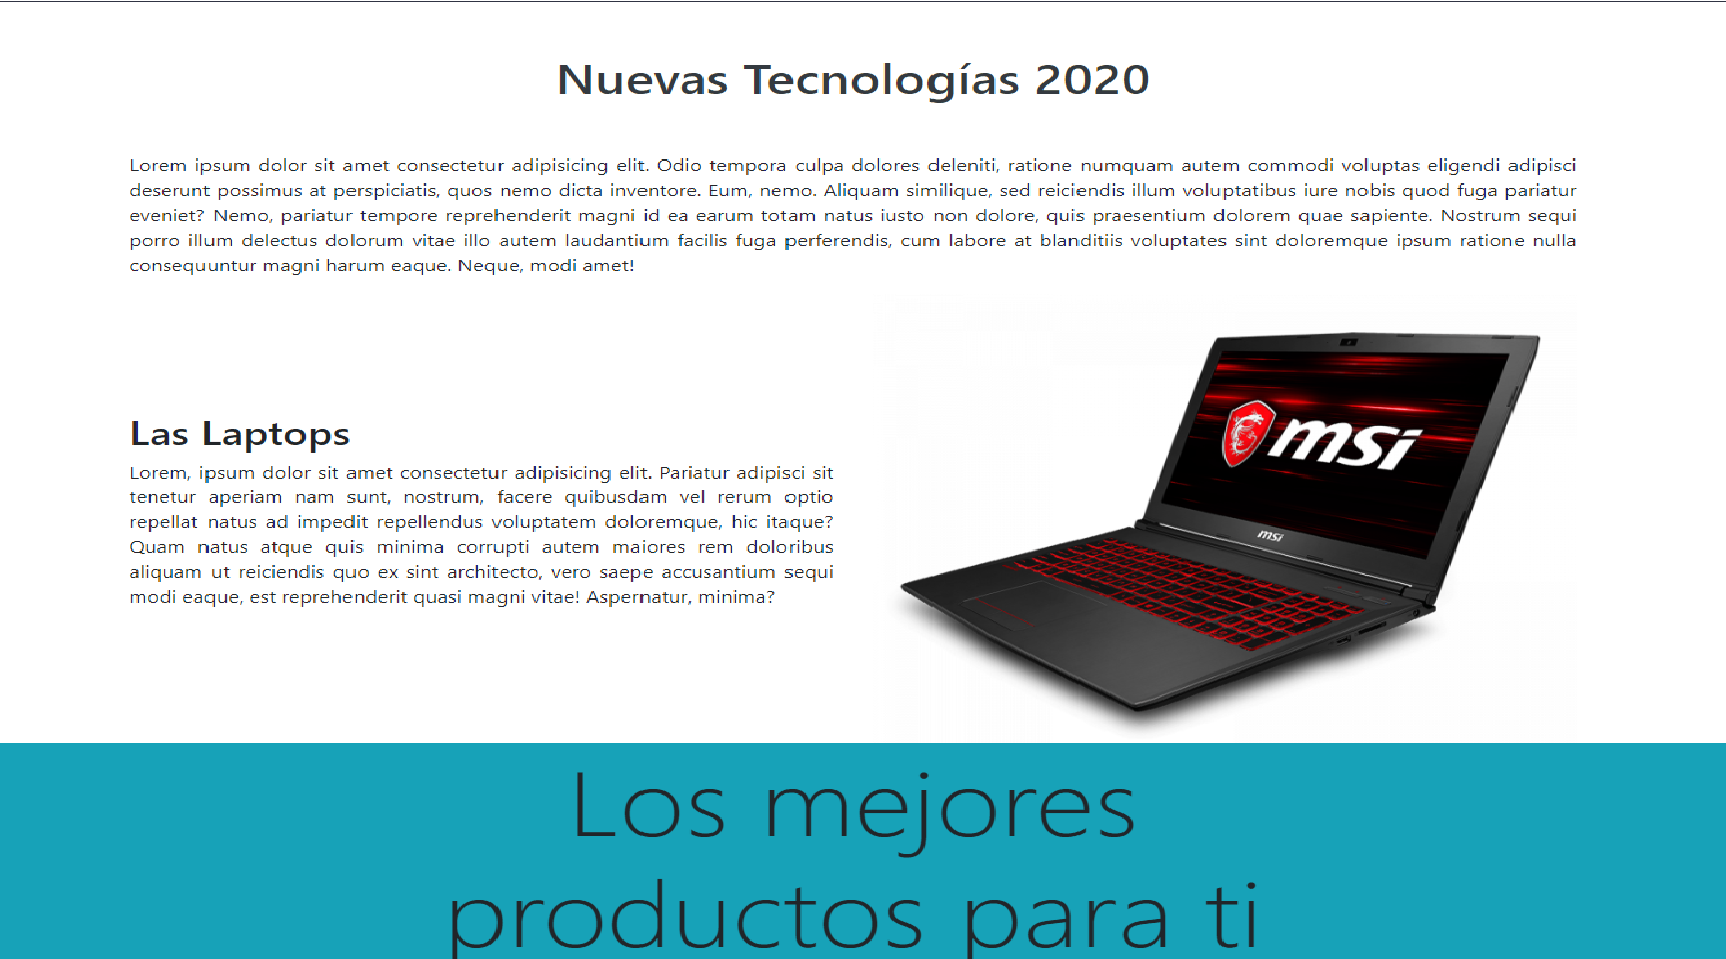 Nuevas Tecnologías 2020
Lorem ipsum dolor sit amet consectetur adipisicing elit. Odio tempora culpa dolores deleniti, ratione numquam autem commodi voluptas eligendi adipisci
deserunt possimus at perspiciatis, quos nemo dicta inventore. Eum, nemo. Aliquam similique, sed reiciendis illum voluptatibus iure nobis quod fuga pariatur
eveniet? Nemo, pariatur tempore reprehenderit magni id ea earum totam natus iusto non dolore, quis praesentium dolorem quae sapiente. Nostrum sequi
porro illum delectus dolorum vitae illo autem laudantium facilis fuga perferendis, cum labore at blanditiis voluptates sint doloremque ipsum ratione nulla
consequuntur magni harum eaque. Neque, modi amet!
Las Laptops
Lorem, ipsum dolor sit amet consectetur adipisicing elit. Pariatur adipisci sit
tenetur aperiam nam sunt, nostrum, facere quibusdam vel rerum optio
repellat natus ad impedit repellendus voluptatem doloremque, hic itaque?
Quam natus atque quis minima corrupti autem maiores rem doloribus
aliquam ut reiciendis quo ex sint architecto, vero saepe accusantium sequi
modi eaque, est reprehenderit quasi magni vitae! Aspernatur, minima?
msi
msi
Los mejores
productos para ti